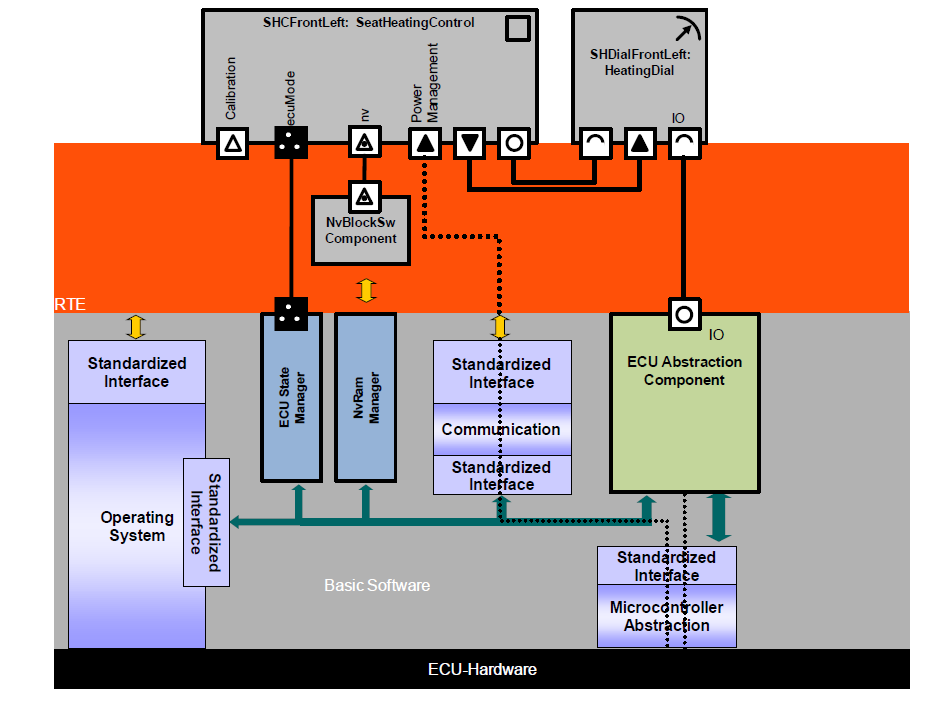 SHCFrontLeft: SeatHeatingControl
SHDialFrontLeft:
HeatingDial
Calibration
ecuMode
nv
Power
Management
IO
NvBlockSw
Component
RTE
Standardized
Interface
Operating
System
Standardized
Interface
ECU State
Manager
NvRam
Manager
Standardized
Interface
Communication
Standardized
Interface
IO
ECU Abstraction
Component
Standardized
Interface
Microcontroller
Abstraction
Basic Software
ECU-Hardware